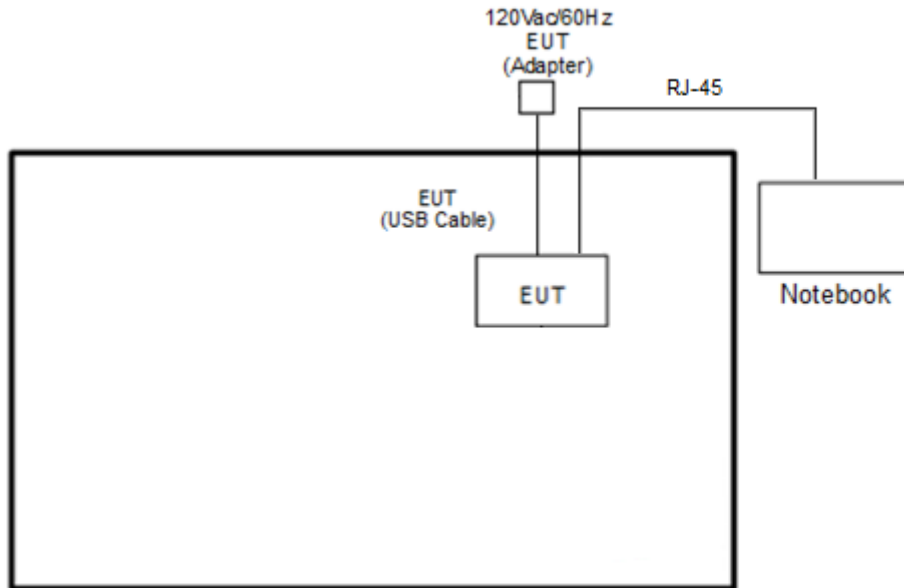 120Vac/60Hz
EUT
(Adapter)
RJ-45
EUT
(USB Cable)
EUT
Notebook